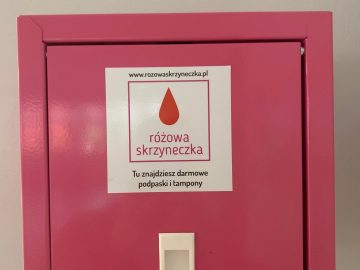 www.rozowaskrzyneczka.pl
różowa
skrzyneczka
Tu znajdziesz darmowe
podpaski i tampony